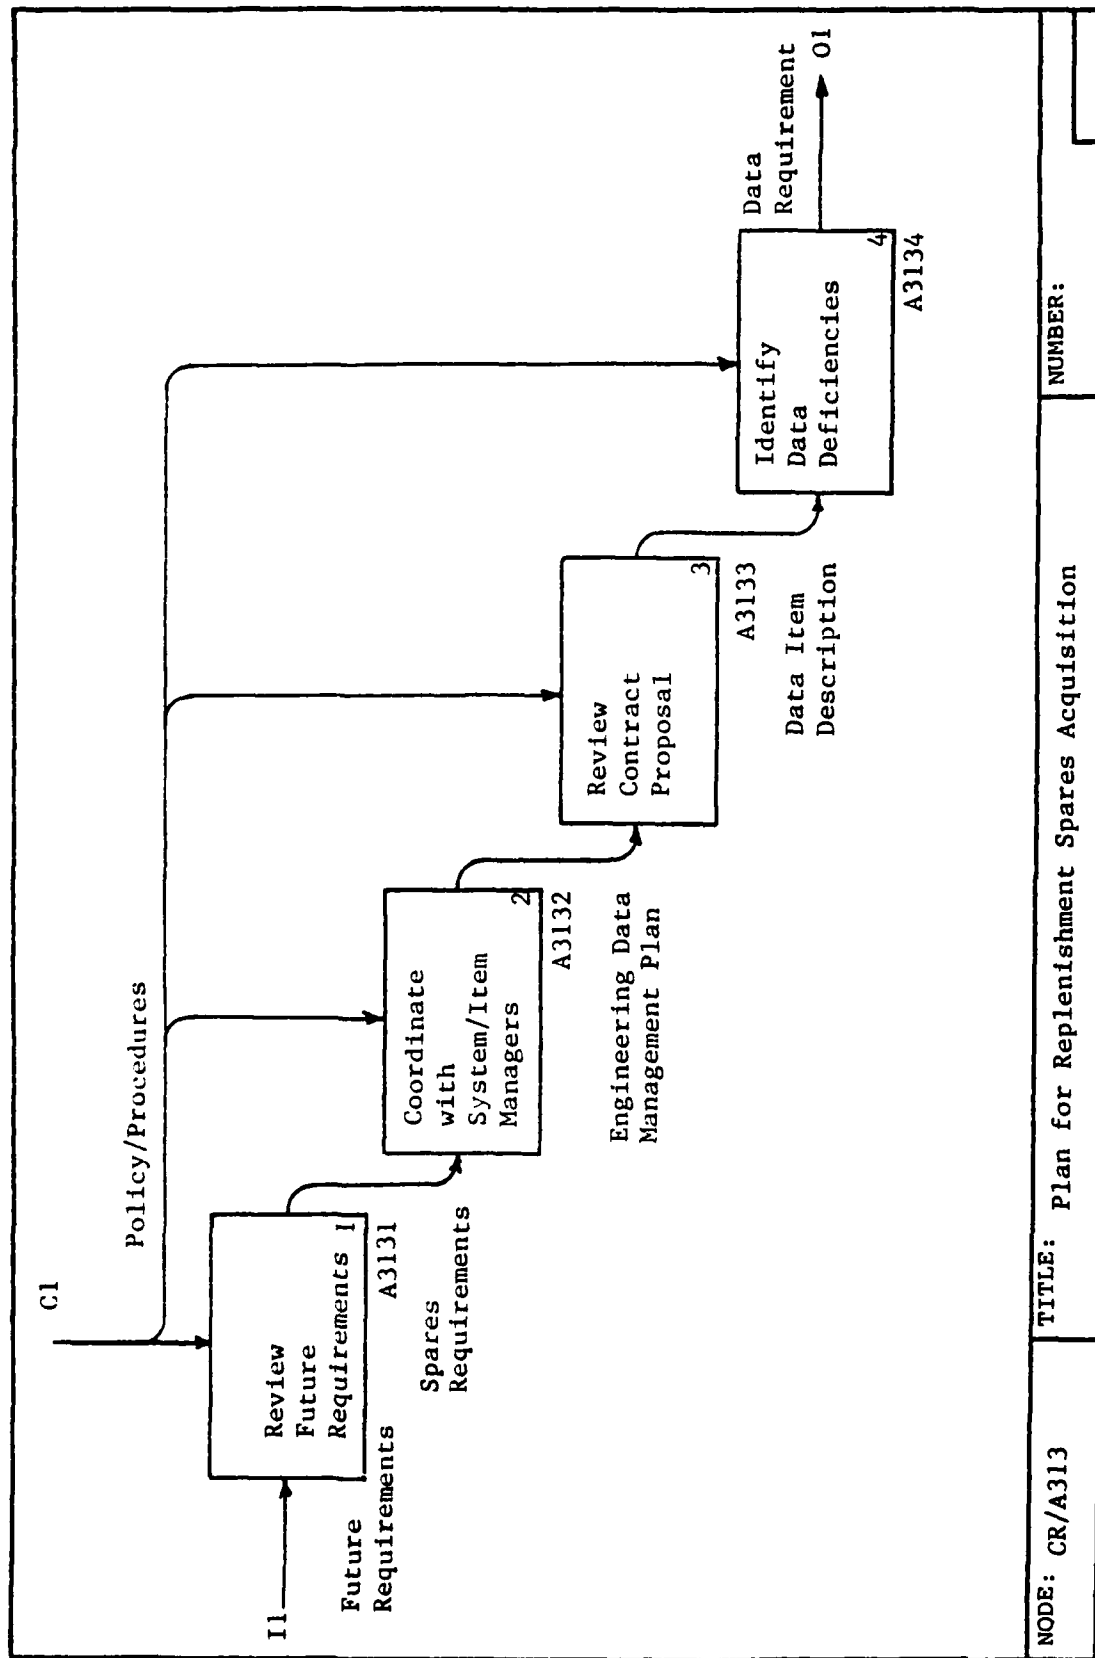 C1
Policy/Procedures
I1
Future
Requirements
Review
Future
Requirements 1
A3131
Spares
Requirements
Coordinate
with
System/Item
Managers
2
A3132
Engineering Data
Management Plan
Review
Contract
Proposal
3
A3133
Data Item
Description
Identify
Data
Deficiencies
4
A3134
Data
Requirement
O1
NODE: CR/A313
TITLE: Plan for Replenishment Spares Acquisition
NUMBER: